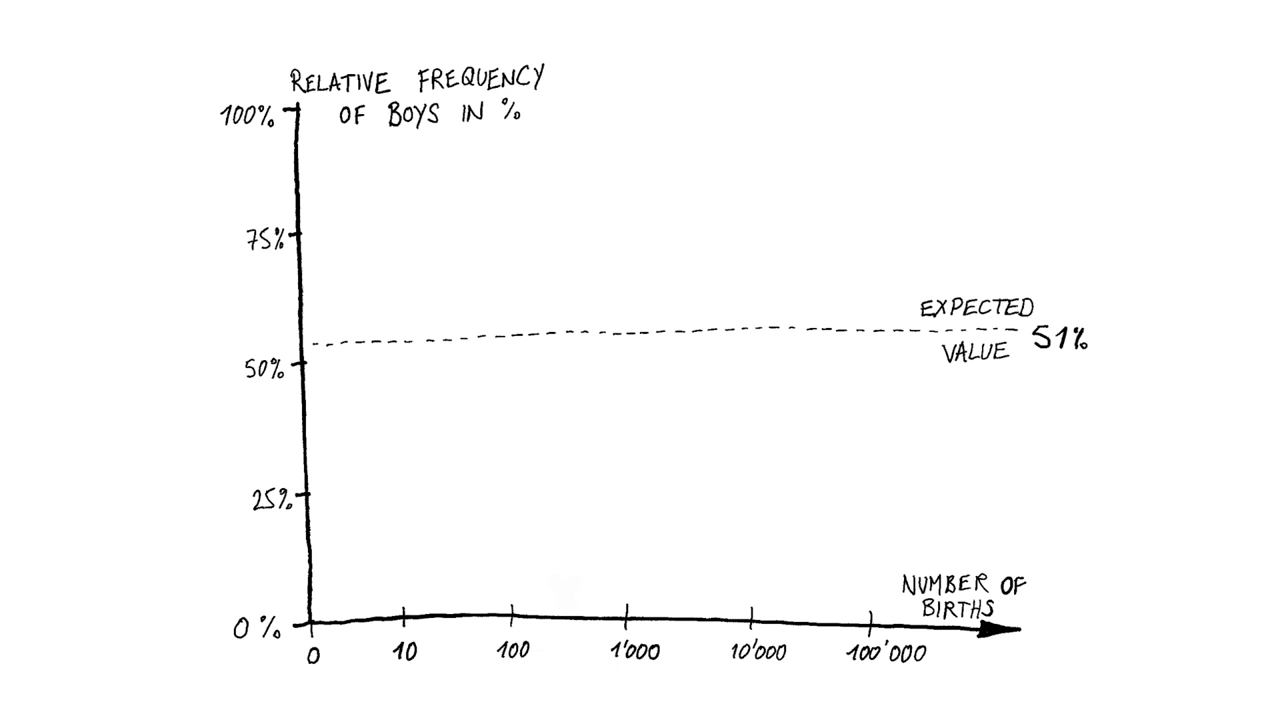 RELATIVE FREQUENCY
OF BOYS IN %
100%
75%
50%
25%
0%
EXPECTED
VALUE
51%
NUMBER OF
BIRTHS
0 10 100 1'000 10'000 100'000